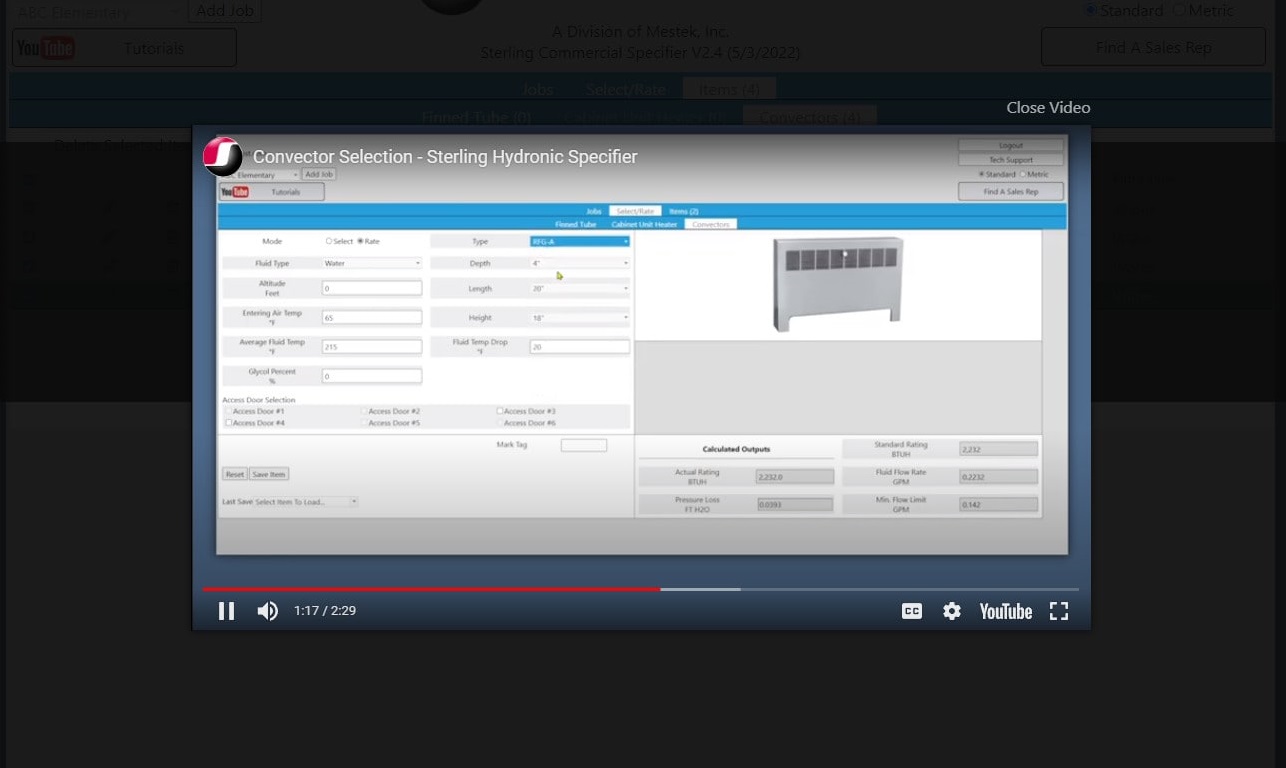 ABC Elementary
Add Job
Standard Metric
YouTube Tutorials
A Division of Mestek, Inc.
Sterling Commercial Specifier V2.4 (5/3/2022)
Find A Sales Rep
Jobs Select/Rate Items (4)
Finned Tube (0) Convectors (4)
Close Video
Convector Selection - Sterling Hydronic Specifier
Logout
Tech Support
Elementary Add Job
Standard Metric
YouTube Tutorials
Find A Sales Rep
Jobs Select/Rate Items (2)
Finned Tube Cabinet Unit Heater Convectors
Mode Select Rate
Type RFG-A
Fluid Type Water
Depth 4"
Altitude
Feet
0
Length 20"
Entering Air Temp
°F
65
Height 18"
Average Fluid Temp
°F
215
Fluid Temp Drop
°F
20
Glycol Percent
%
0
Access Door Selection
Access Door #1 Access Door #2 Access Door #3
Access Door #4 Access Door #5 Access Door #6
Mark Tag
Reset Save Item
Last Save Select Item To Load...
Calculated Outputs
Standard Rating
BTUH
2,232
Actual Rating
BTUH
2,232.0
Fluid Flow Rate
GPM
0.2232
Pressure Loss
FT H2O
0.0393
Min. Flow Limit
GPM
0.142
1:17 / 2:29
CC
YouTube